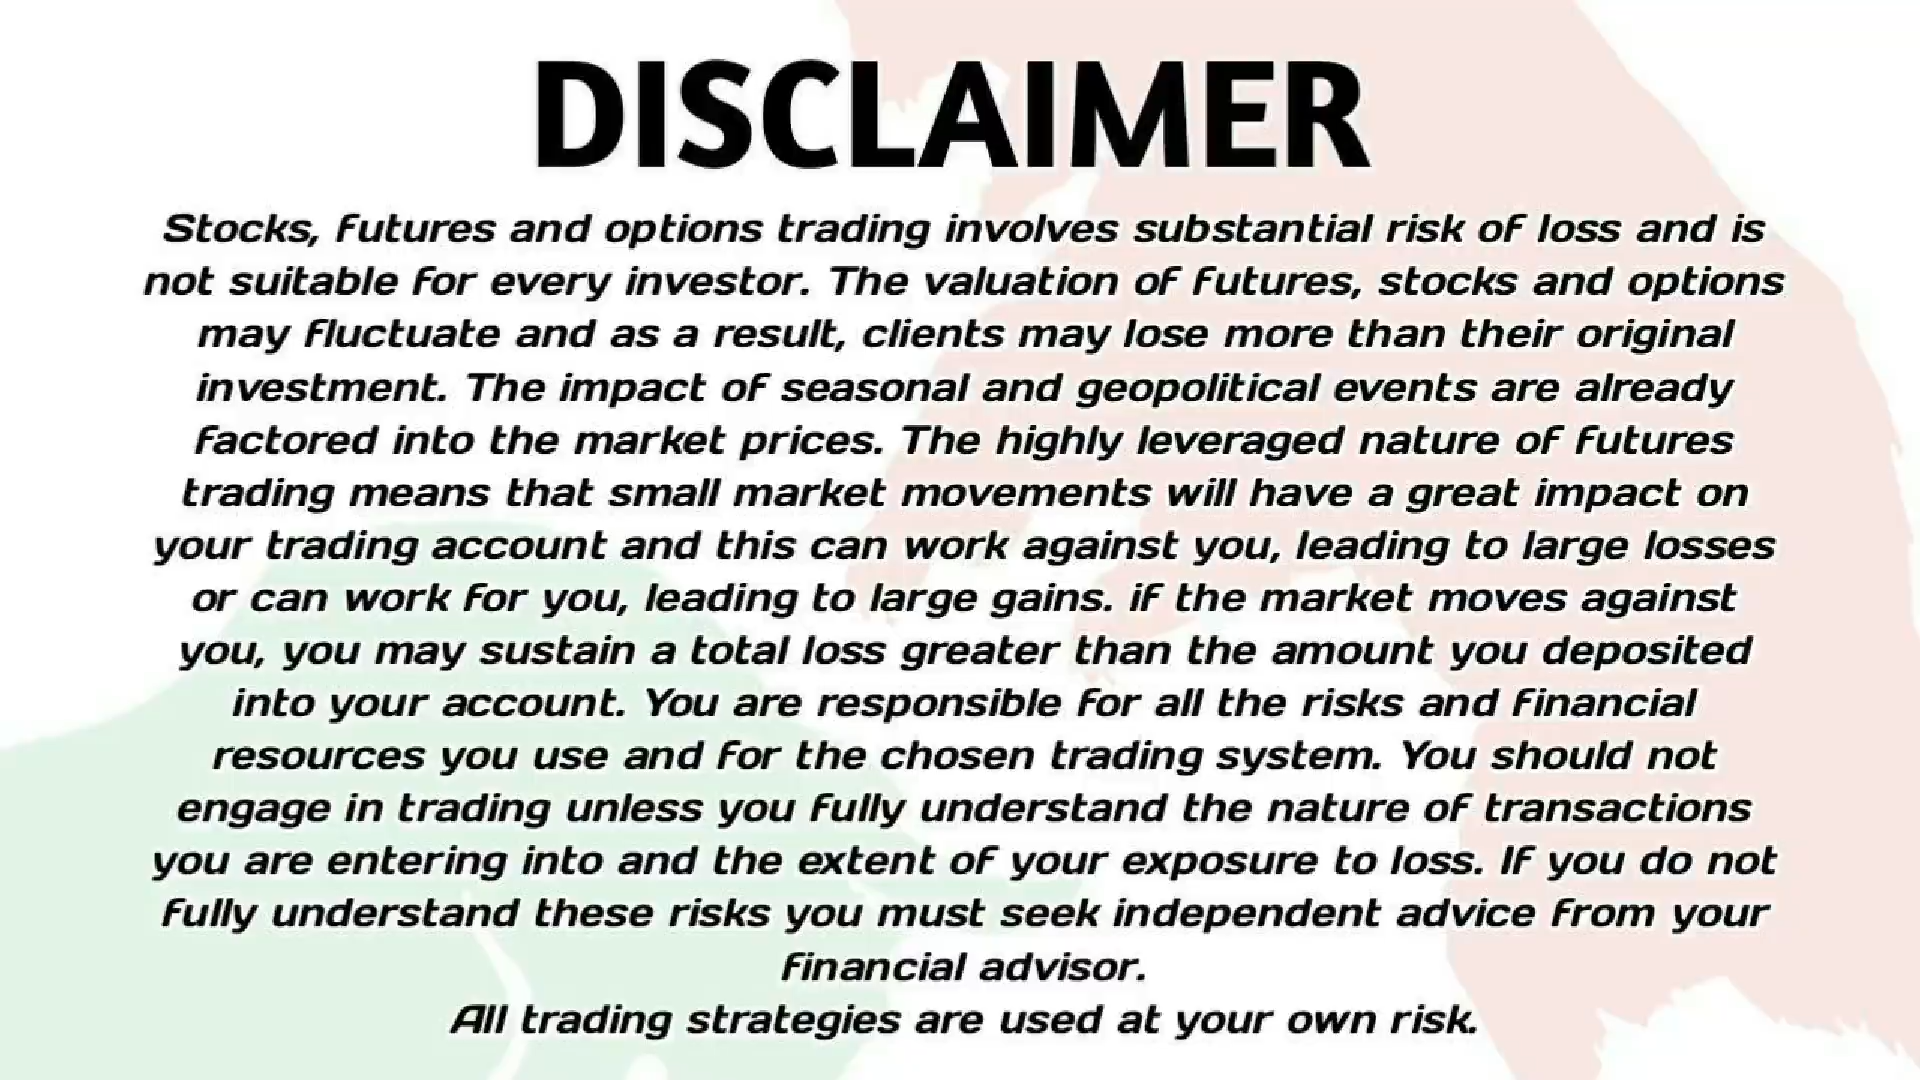 DISCLAIMER
Stocks, futures and options trading involves substantial risk of loss and is
not suitable for every investor. The valuation of futures, stocks and options
may fluctuate and as a result, clients may lose more than their original
investment. The impact of seasonal and geopolitical events are already
factored into the market prices. The highly leveraged nature of futures
trading means that small market movements will have a great impact on
your trading account and this can work against you, leading to large losses
or can work for you, leading to large gains. if the market moves against
you, you may sustain a total loss greater than the amount you deposited
into your account. You are responsible for all the risks and financial
resources you use and for the chosen trading system. You should not
engage in trading unless you fully understand the nature of transactions
you are entering into and the extent of your exposure to loss. If you do not
fully understand these risks you must seek independent advice from your
financial advisor.
All trading strategies are used at your own risk.